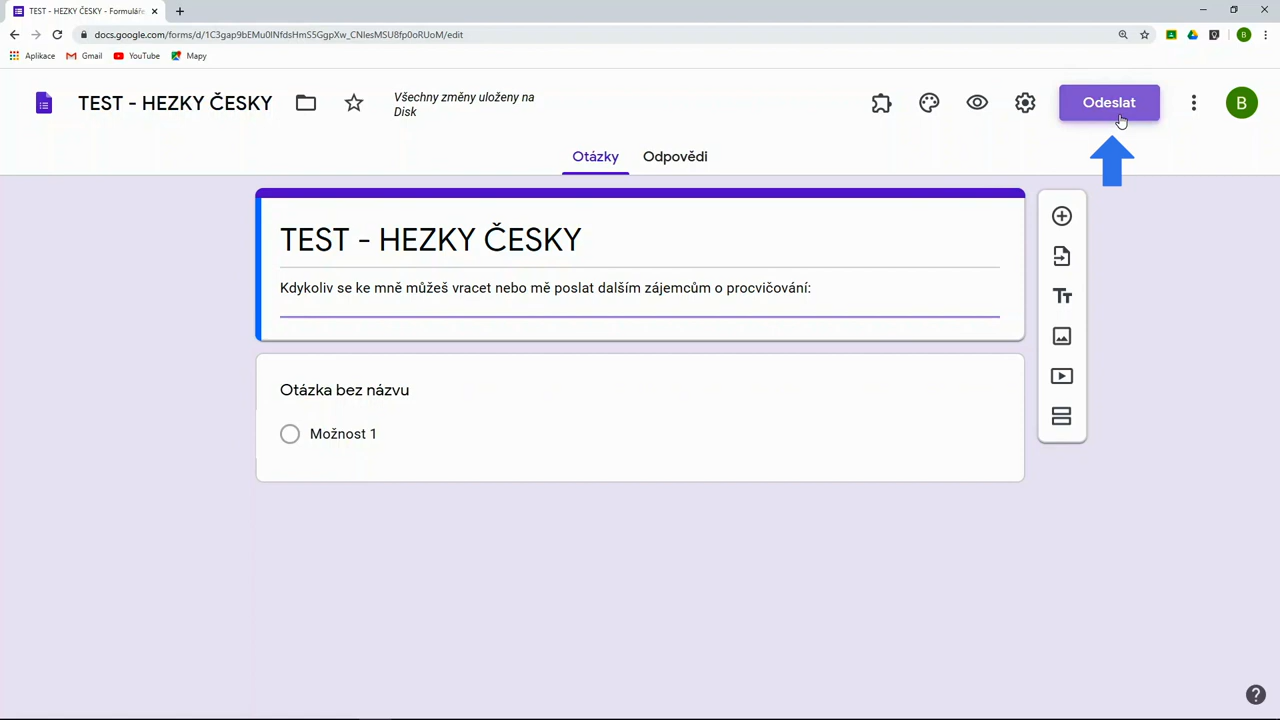 TEST - HEZKY ČESKY - Formuláře
docs.google.com/forms/d/1C3gap9bEMu0INfdsHmS5GgpXw_CNlesMSU8fp0oRUoM/edit
Aplikace Gmail YouTube Mapy
TEST - HEZKY ČESKY
Všechny změny uloženy na
Disk
Odeslat
B
Otázky Odpovědi
TEST - HEZKY ČESKY
Kdykoliv se ke mně můžeš vracet nebo mě poslat dalším zájemcům o procvičování:
Otázka bez názvu
Možnost 1